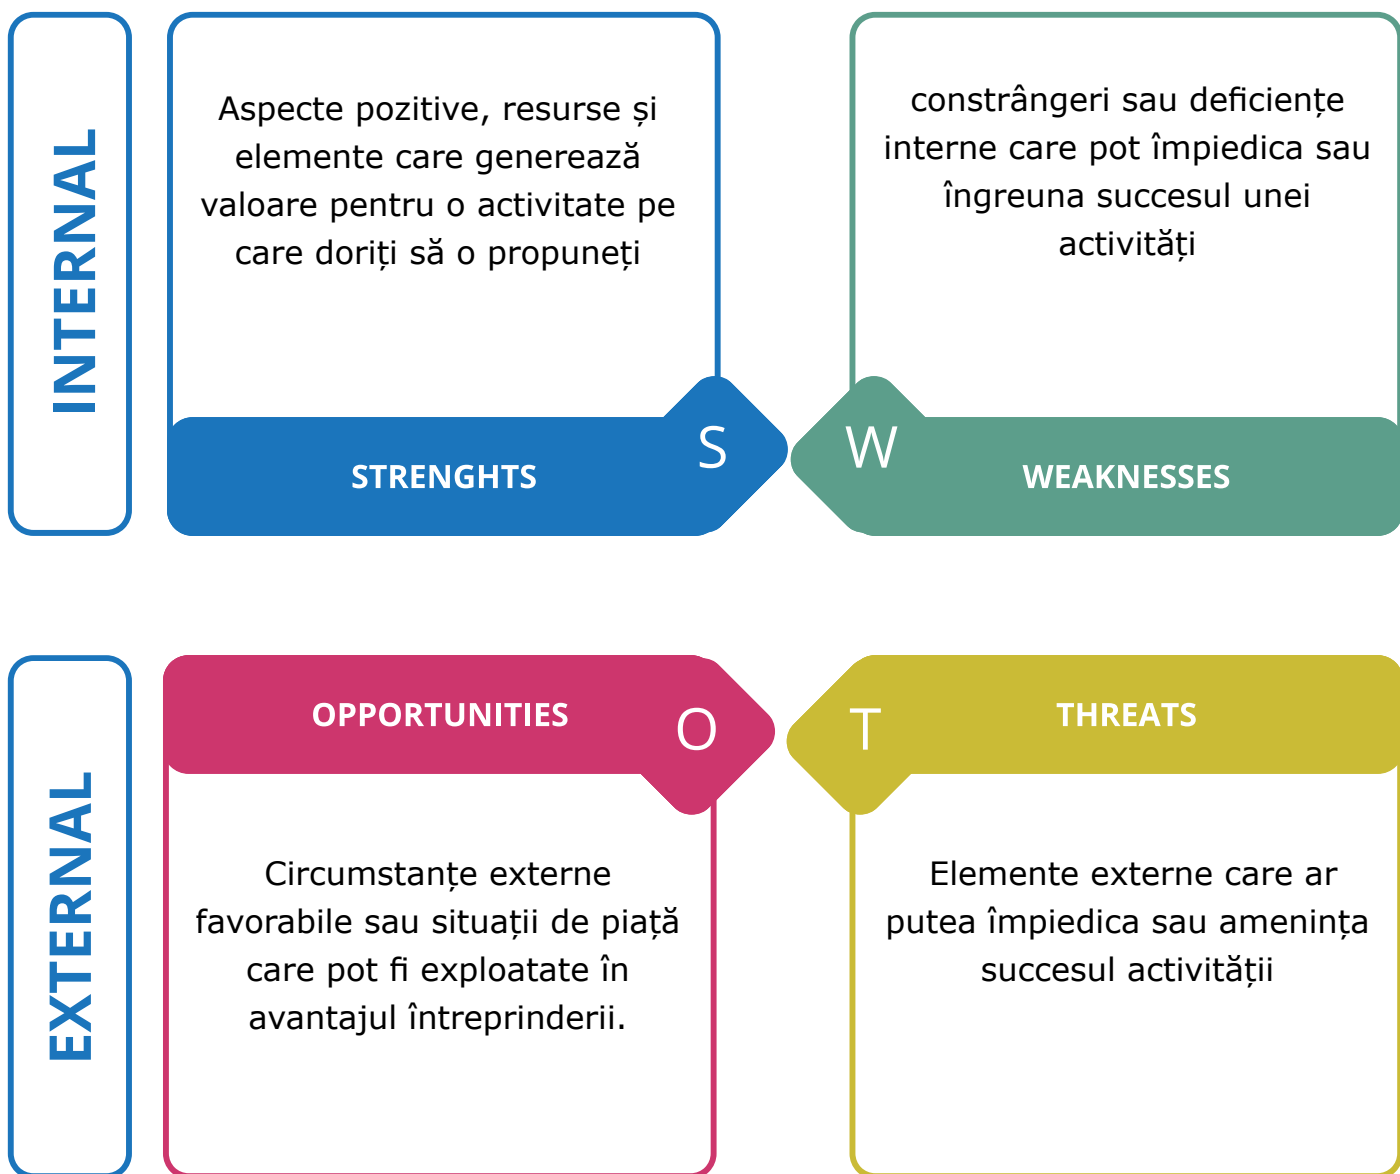 INTERNAL
Aspecte pozitive, resurse și
elemente care generează
valoare pentru o activitate pe
care doriți să o propuneți
S
STRENGHTS
constrângeri sau deficiențe
interne care pot împiedica sau
îngreuna succesul unei
activități
W
WEAKNESSES
EXTERNAL
OPPORTUNITIES
O
Circumstanțe externe
favorabile sau situații de piață
care pot fi exploatate în
avantajul întreprinderii.
T
THREATS
Elemente externe care ar
putea împiedica sau amenința
succesul activității